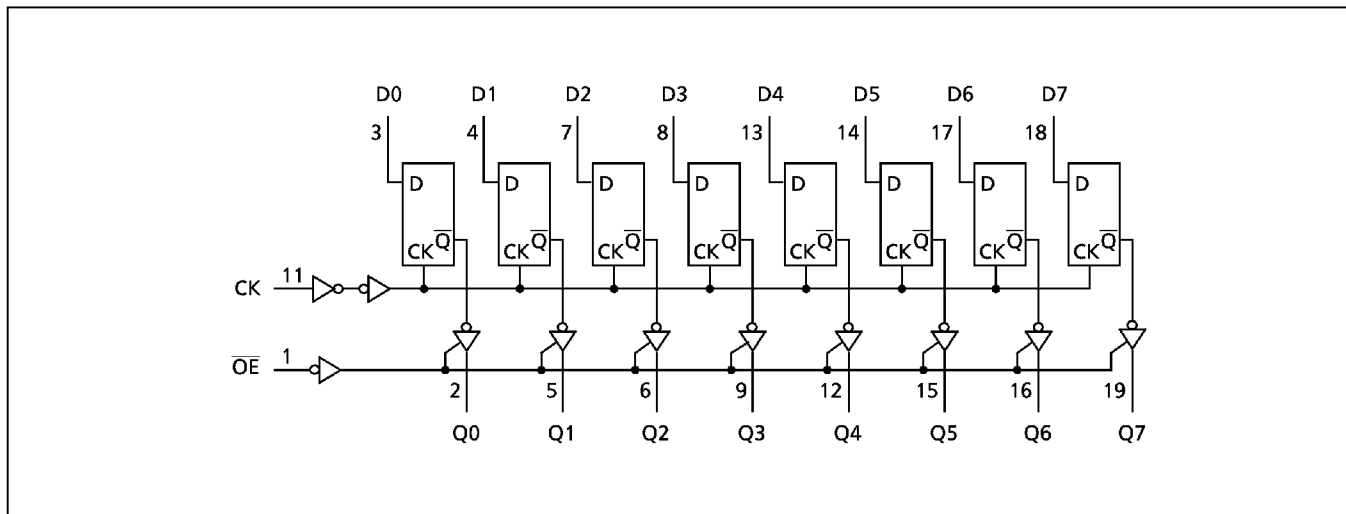 D0 D1 D2 D3 D4 D5 D6 D7
3 4 7 8 13 14 17 18
D D D D D D D D
CK Q̅ CK Q̅ CK Q̅ CK Q̅ CK Q̅ CK Q̅ CK Q̅ CK Q̅
CK 11
O̅E̅ 1
2 5 6 9 12 15 16 19
Q0 Q1 Q2 Q3 Q4 Q5 Q6 Q7